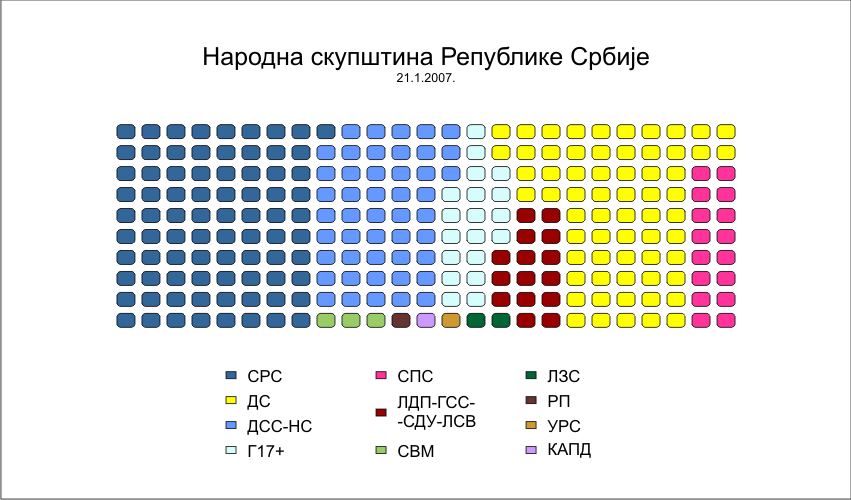 Народна скупштина Републике Србије
21.1.2007.
СРС
ДС
ДСС-НС
Г17+
СПС
ЛДП-ГСС-
-СДУ-ЛСВ
СВМ
ЛЗС
РП
УРС
КАПД